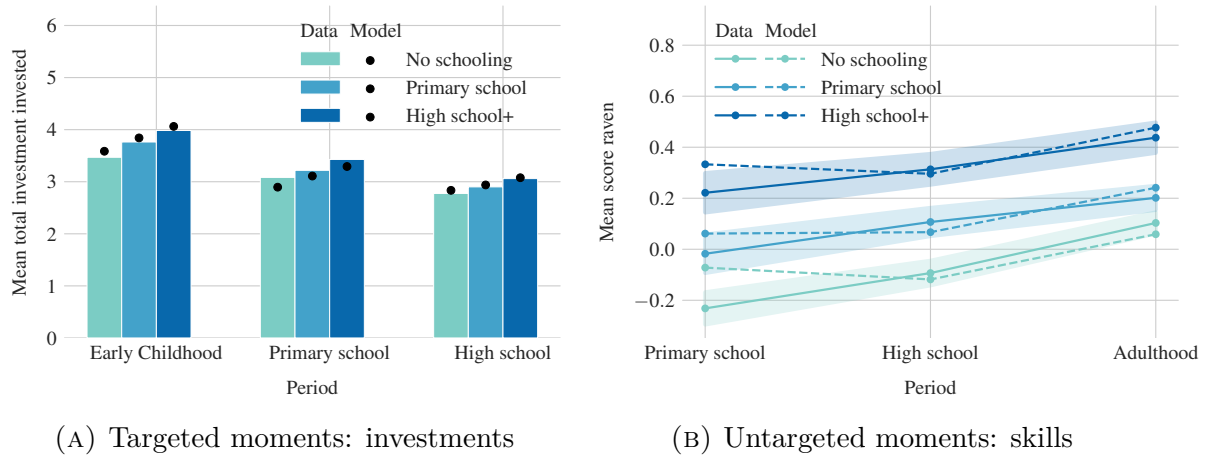 Mean total investment invested
6
5
4
3
2
1
0
Data Model
No schooling
Primary school
High school+
Early Childhood
Primary school
High school
Period
(A) Targeted moments: investments
Mean score raven
0.8
0.6
0.4
0.2
0.0
−0.2
Data Model
No schooling
Primary school
High school+
Primary school
High school
Adulthood
Period
(B) Untargeted moments: skills